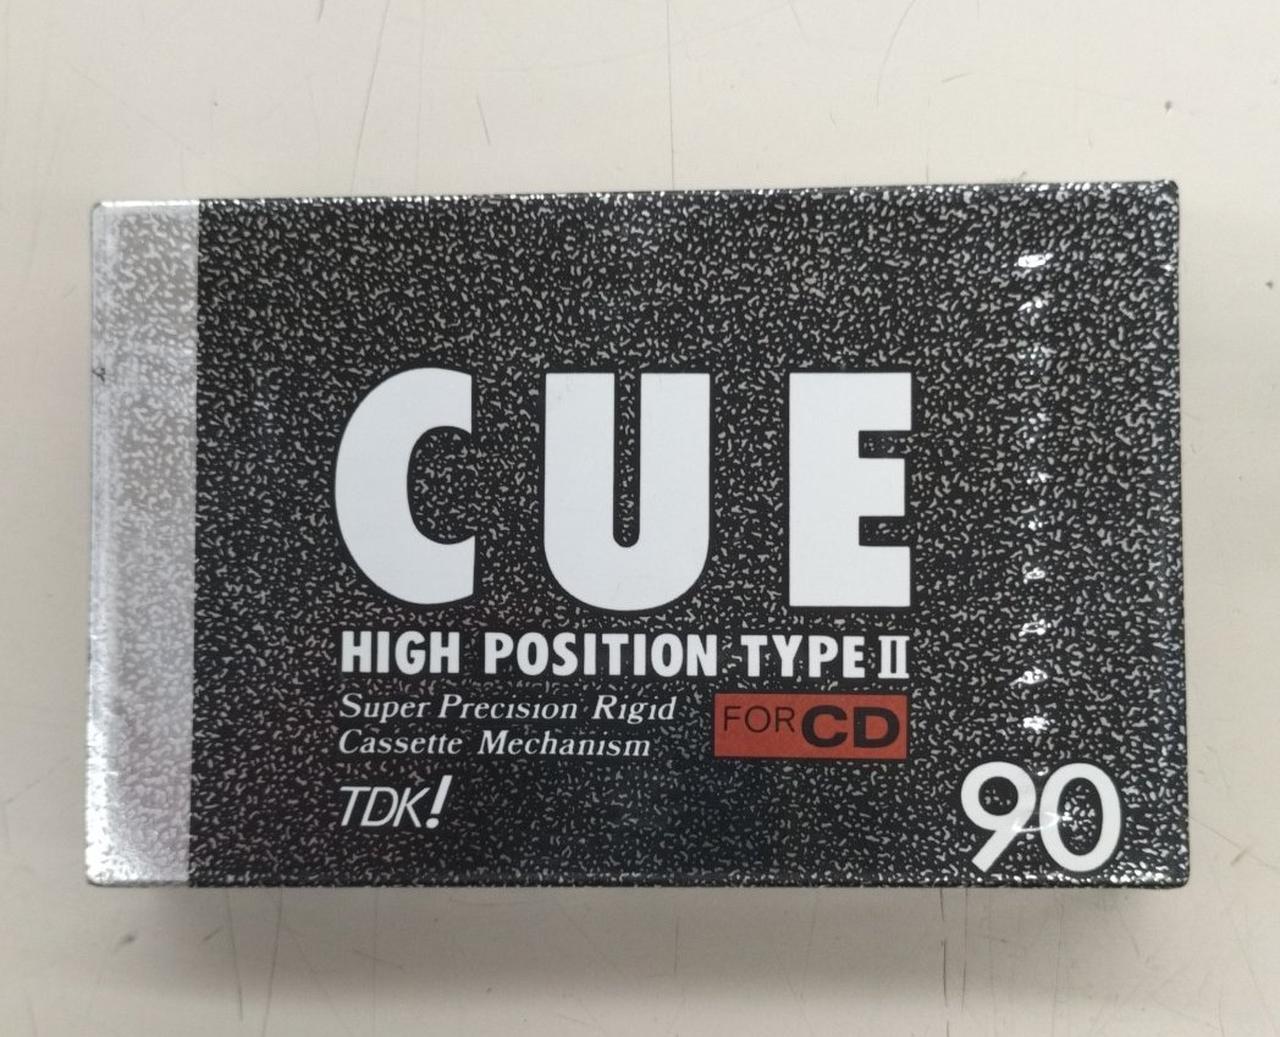 CUE
HIGH POSITION TYPE II
Super Precision Rigid
Cassette Mechanism
FOR CD
TDK!
90